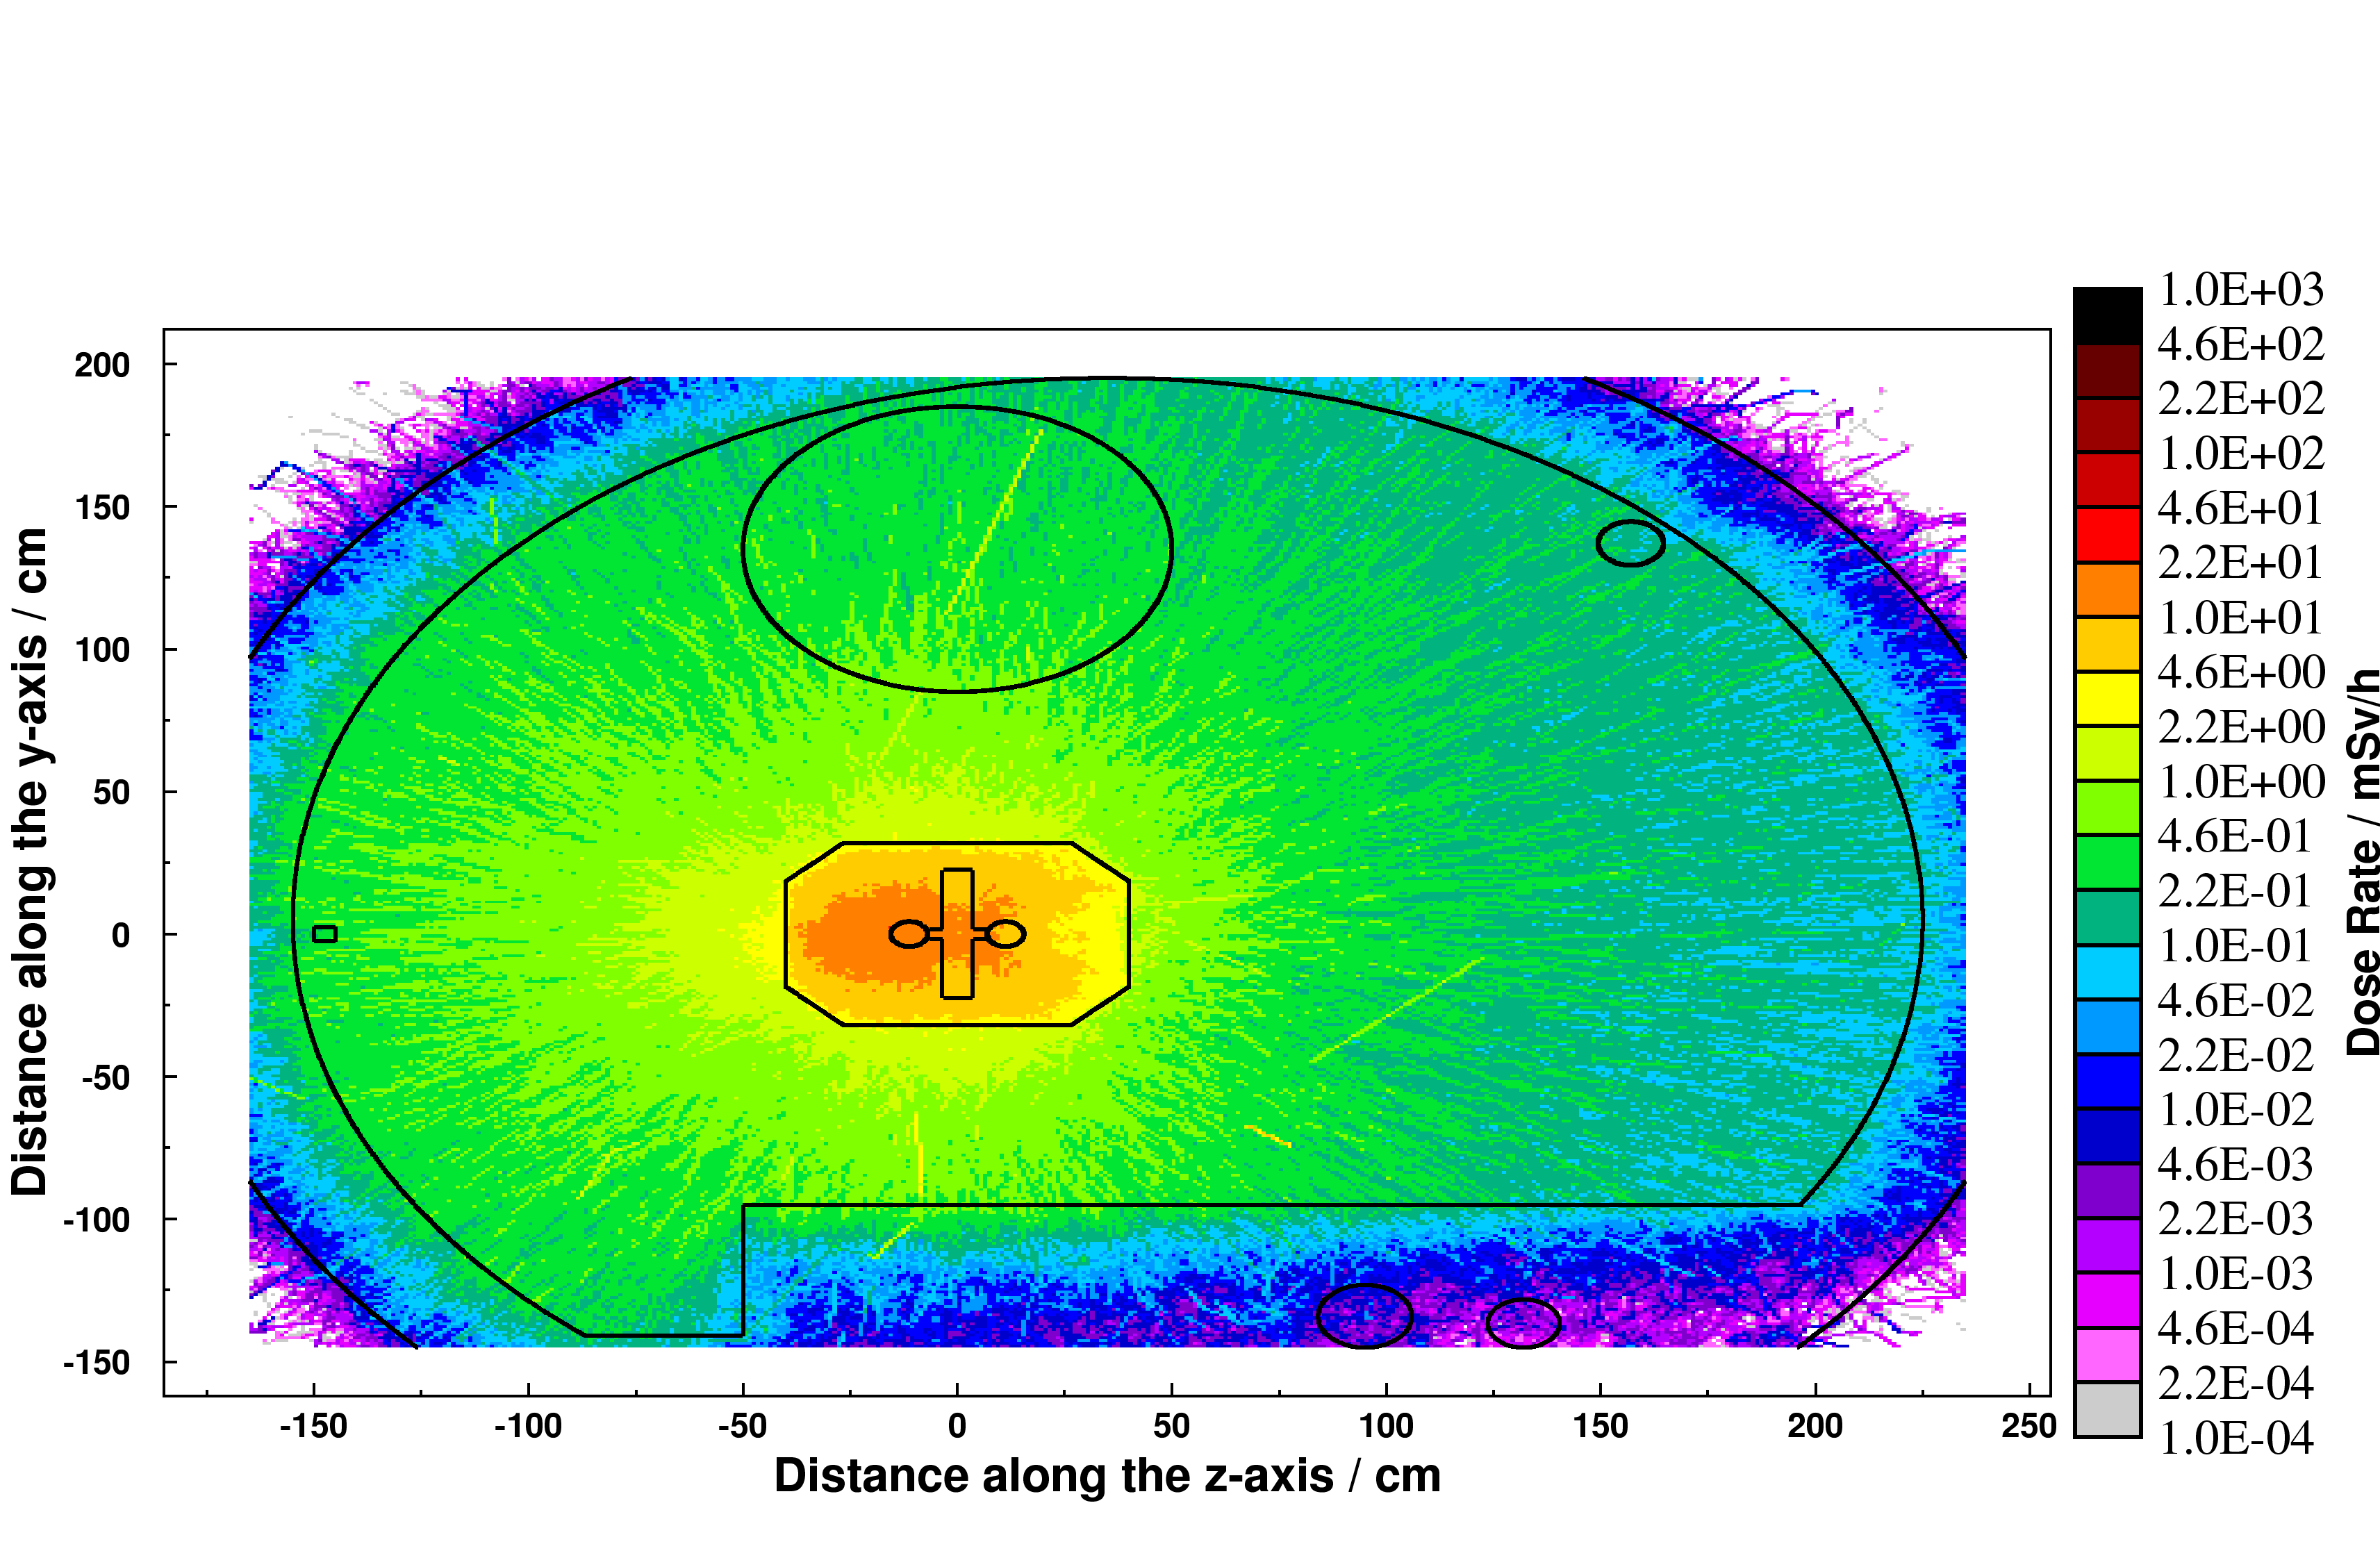 Distance along the y-axis / cm
200
150
100
50
0
-50
-100
-150
-150
-100
-50
0
50
100
150
200
250
Distance along the z-axis / cm
1.0E+03
4.6E+02
2.2E+02
1.0E+02
4.6E+01
2.2E+01
1.0E+01
4.6E+00
2.2E+00
1.0E+00
4.6E-01
2.2E-01
1.0E-01
4.6E-02
2.2E-02
1.0E-02
4.6E-03
2.2E-03
1.0E-03
4.6E-04
2.2E-04
1.0E-04
Dose Rate / mSv/h